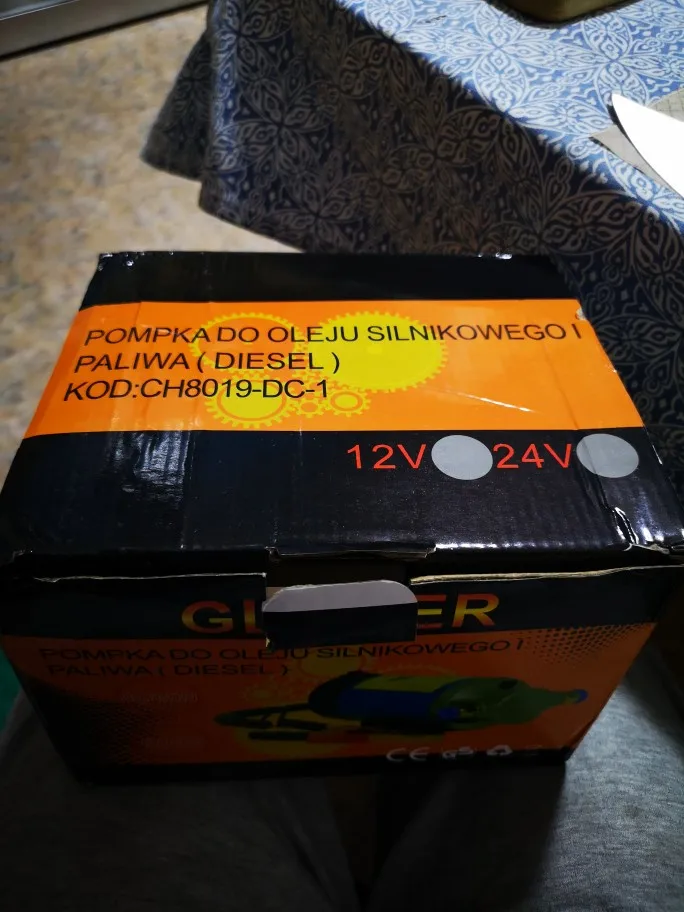 POMPKA DO OLEJU SILNIKOWEGO I
PALIWA ( DIESEL )
KOD:CH8019-DC-1
12V 24V
POMPKA DO OLEJU SILNIKOWEGO I
PALIWA ( DIESEL )
CE GS